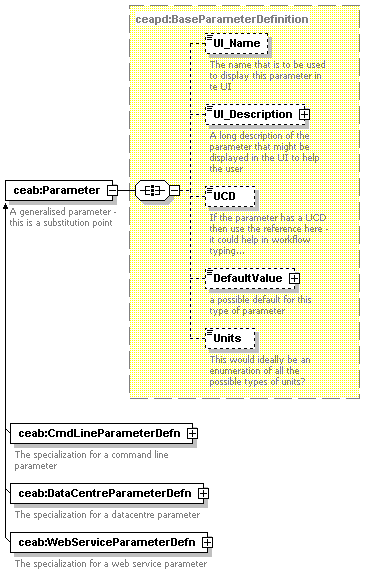 ceapd:BaseParameterDefinition
UI_Name
The name that is to be used
to display this parameter in
te UI
UI_Description
A long description of the
parameter that might be
displayed in the UI to help
the user
ceab:Parameter
A generalised parameter -
this is a substitution point
UCD
If the parameter has a UCD
then use the reference here -
it could help in workflow
typing...
DefaultValue
a possible default for this
type of parameter
Units
This would ideally be an
enumeration of all the
possible types of units?
ceab:CmdLineParameterDefn
The specialization for a command line
parameter
ceab:DataCentreParameterDefn
The specialization for a datacentre parameter
ceab:WebServiceParameterDefn
The specialization for a web service parameter